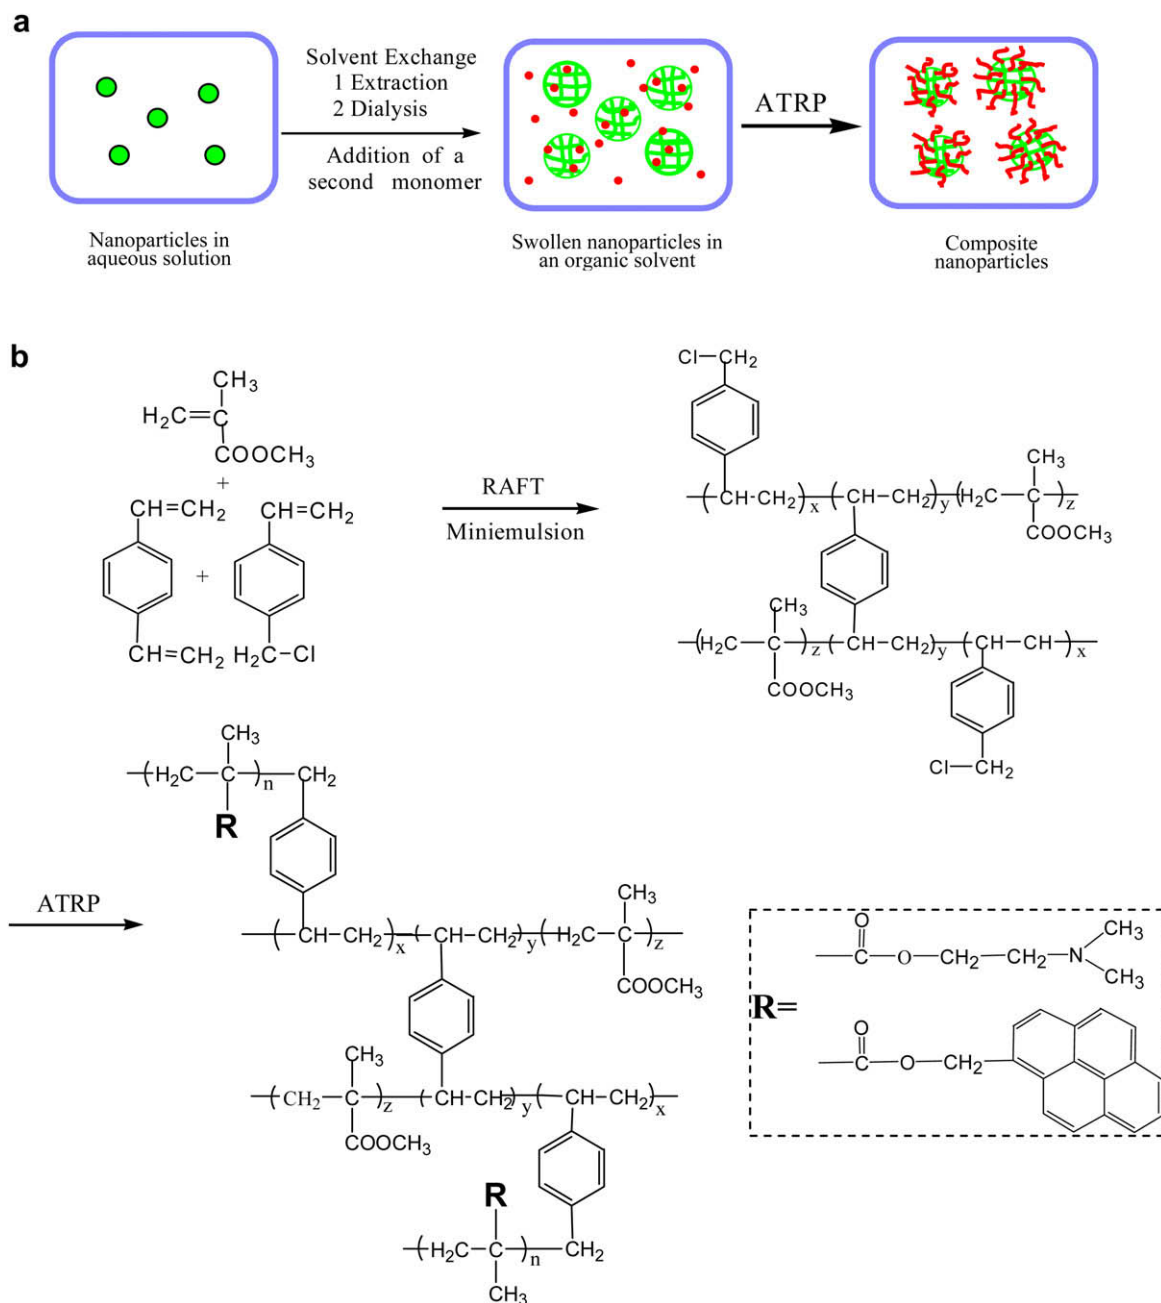 a
Solvent Exchange
1 Extraction
2 Dialysis
Addition of a
second monomer
ATRP
Nanoparticles in
aqueous solution
Swollen nanoparticles in
an organic solvent
Composite
nanoparticles
b
CH3
H2C=C
COOCH3
+
CH=CH2
CH=CH2
+
CH=CH2
H2C-Cl
RAFT
Miniemulsion
Cl-CH2
CH3
(CH-CH2)x(CH-CH2)y(H2C-C)z
COOCH3
CH3
(H2C-C)z(CH-CH2)y(CH-CH)x
COOCH3
Cl-CH2
ATRP
CH3
(H2C-C)n CH2
R
CH3
(CH-CH2)x(CH-CH2)y(H2C-C)z
COOCH3
CH3
(CH2-C)z(CH-CH2)y(CH-CH2)x
COOCH3
R
(H2C-C)n CH2
CH3
R=
O
C-O-CH2-CH2-N
CH3
CH3
O
C-O-CH2